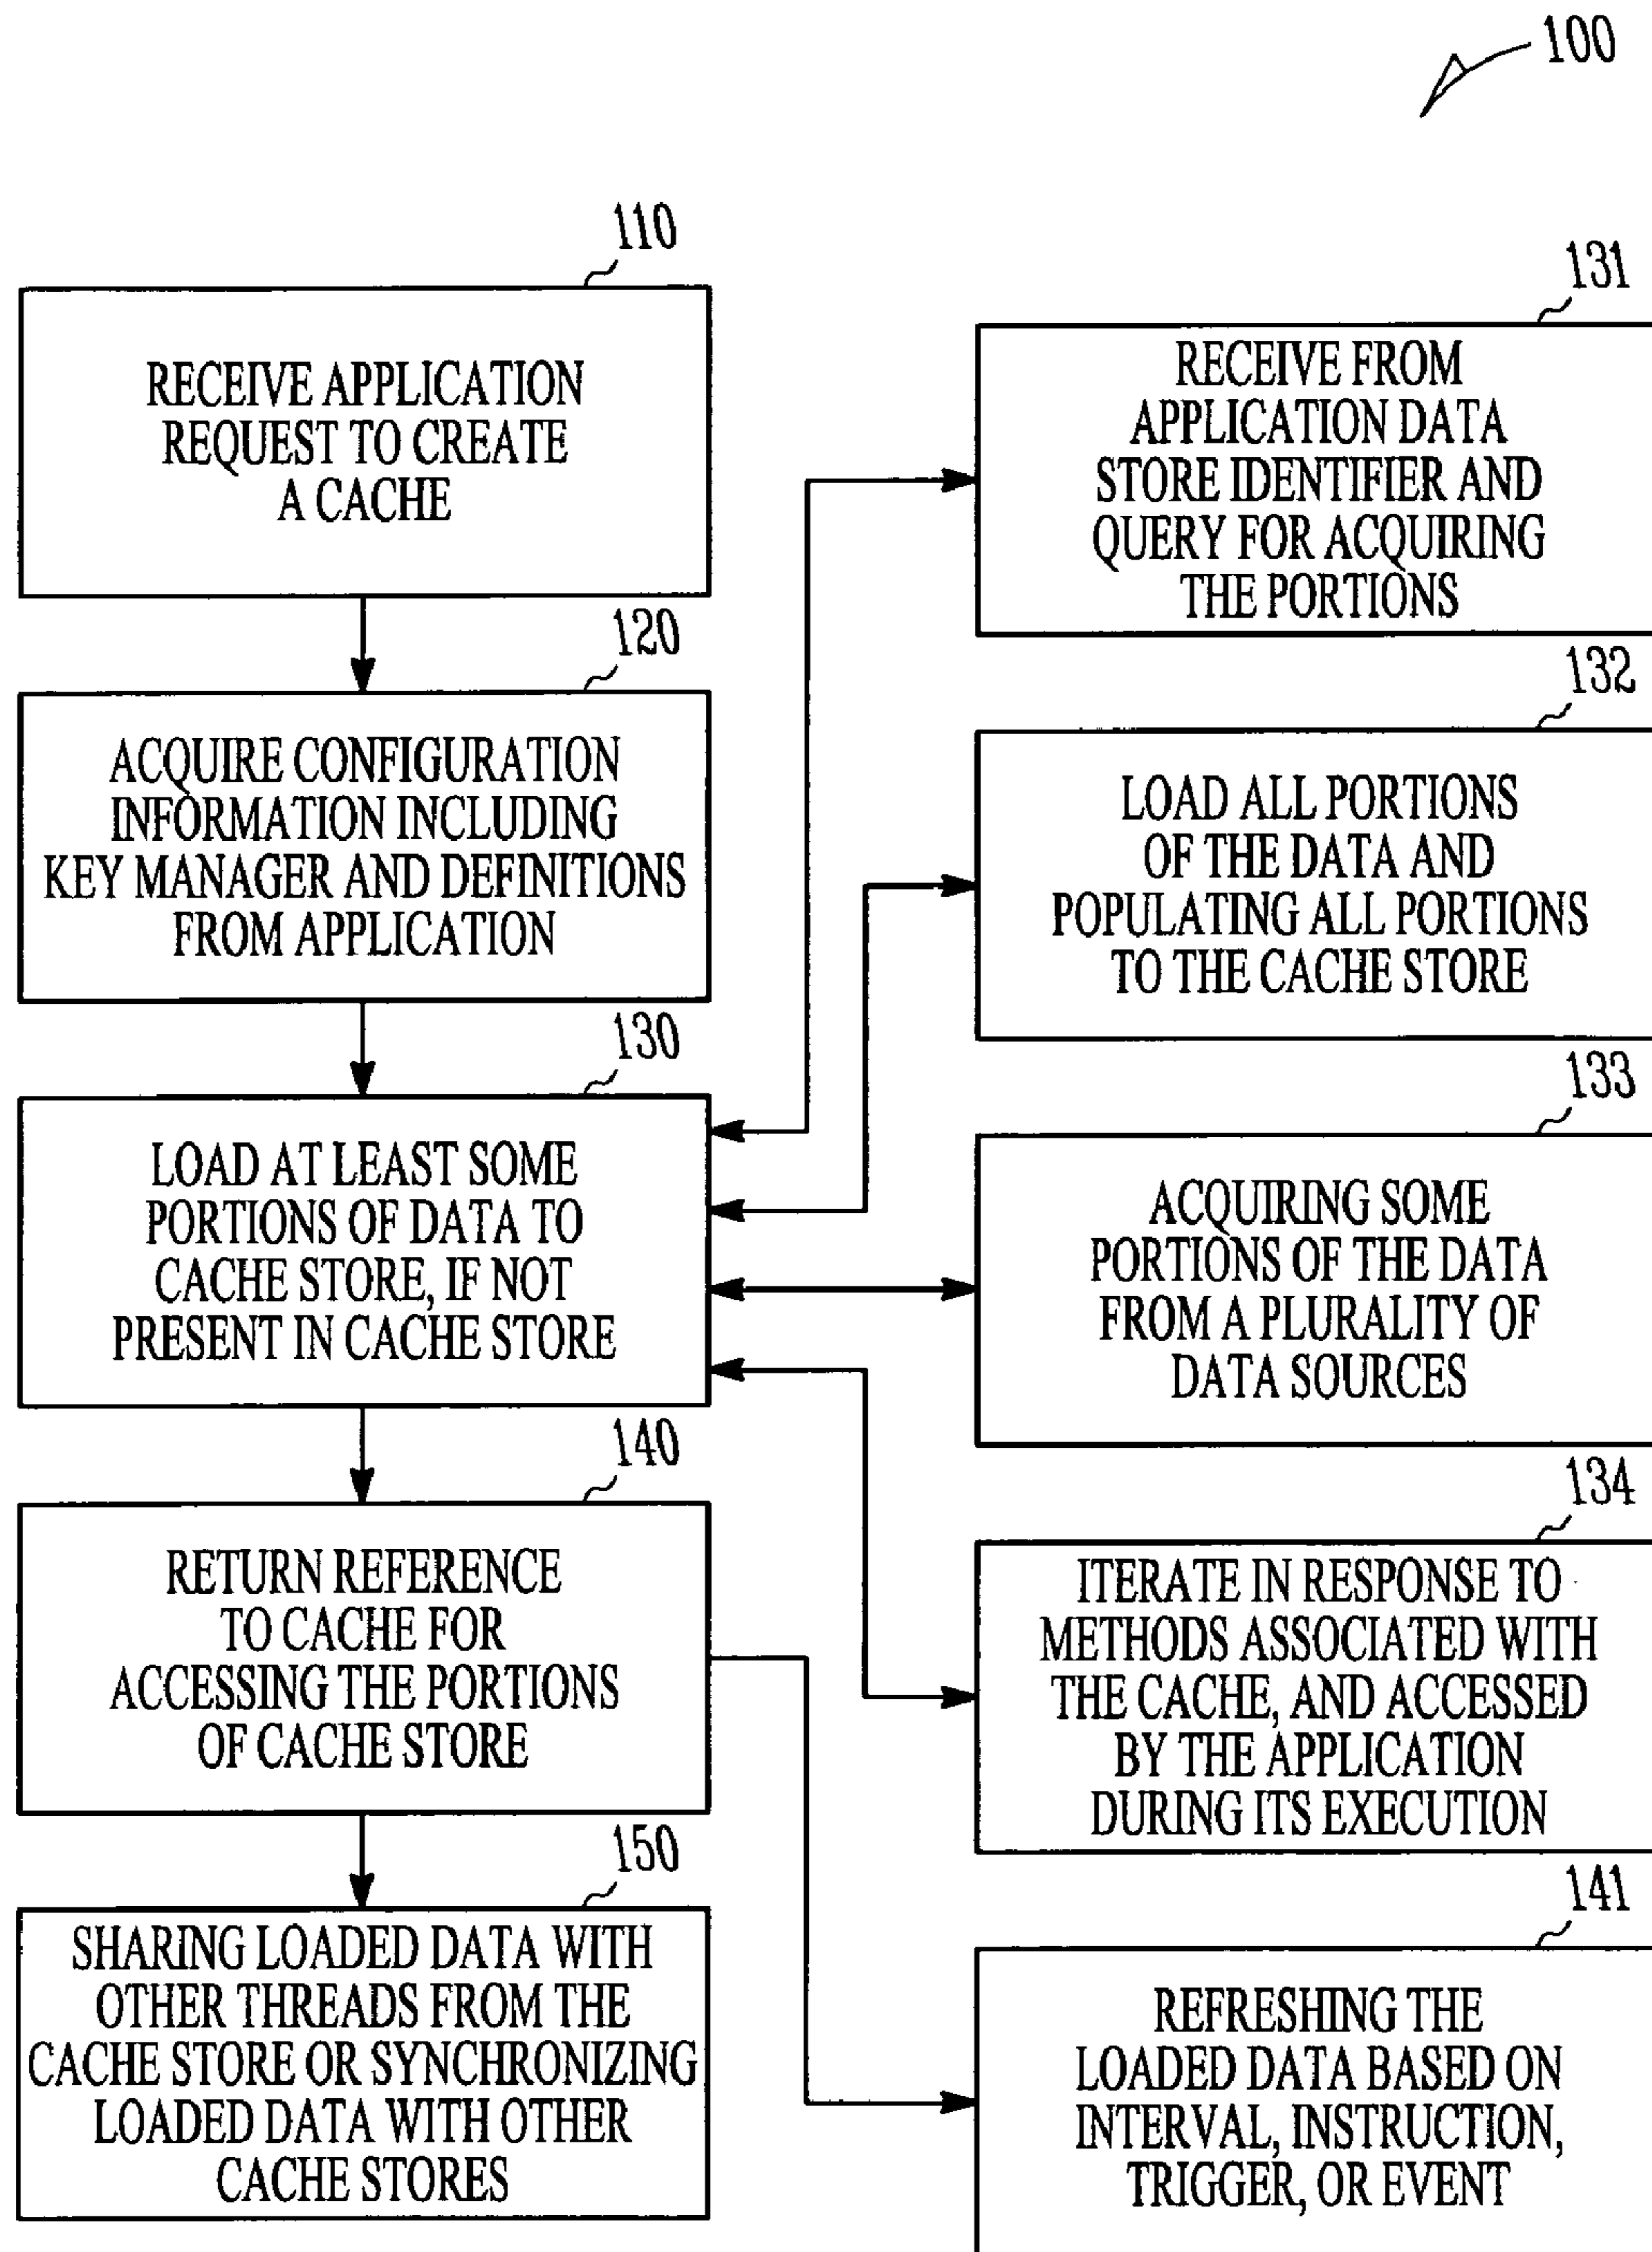 100
110
RECEIVE APPLICATION
REQUEST TO CREATE
A CACHE
120
ACQUIRE CONFIGURATION
INFORMATION INCLUDING
KEY MANAGER AND DEFINITIONS
FROM APPLICATION
130
LOAD AT LEAST SOME
PORTIONS OF DATA TO
CACHE STORE, IF NOT
PRESENT IN CACHE STORE
140
RETURN REFERENCE
TO CACHE FOR
ACCESSING THE PORTIONS
OF CACHE STORE
150
SHARING LOADED DATA WITH
OTHER THREADS FROM THE
CACHE STORE OR SYNCHRONIZING
LOADED DATA WITH OTHER
CACHE STORES
131
RECEIVE FROM
APPLICATION DATA
STORE IDENTIFIER AND
QUERY FOR ACQUIRING
THE PORTIONS
132
LOAD ALL PORTIONS
OF THE DATA AND
POPULATING ALL PORTIONS
TO THE CACHE STORE
133
ACQUIRING SOME
PORTIONS OF THE DATA
FROM A PLURALITY OF
DATA SOURCES
134
ITERATE IN RESPONSE TO
METHODS ASSOCIATED WITH
THE CACHE, AND ACCESSED
BY THE APPLICATION
DURING ITS EXECUTION
141
REFRESHING THE
LOADED DATA BASED ON
INTERVAL, INSTRUCTION,
TRIGGER, OR EVENT